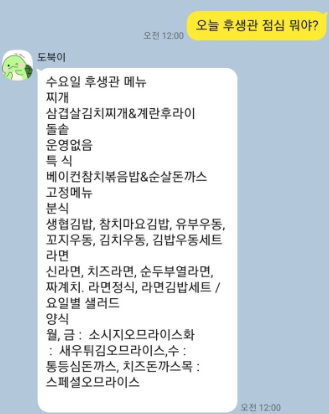 오늘 후생관 점심 뭐야?
오전 12:00
도북이
수요일 후생관 메뉴
찌개
삼겹살김치찌개&계란후라이
돌솥
운영없음
특 식
베이컨참치볶음밥&순살돈까스
고정메뉴
분식
생협김밥, 참치마요김밥, 유부우동,
꼬지우동, 김치우동, 김밥우동세트
라면
신라면, 치즈라면, 순두부열라면,
짜계치. 라면정식, 라면김밥세트 /
요일별 샐러드
양식
월, 금 :  소시지오므라이스화
 :  새우튀김오므라이스,수 :
통등심돈까스, 치즈돈까스목 :
스페셜오므라이스
오전 12:00